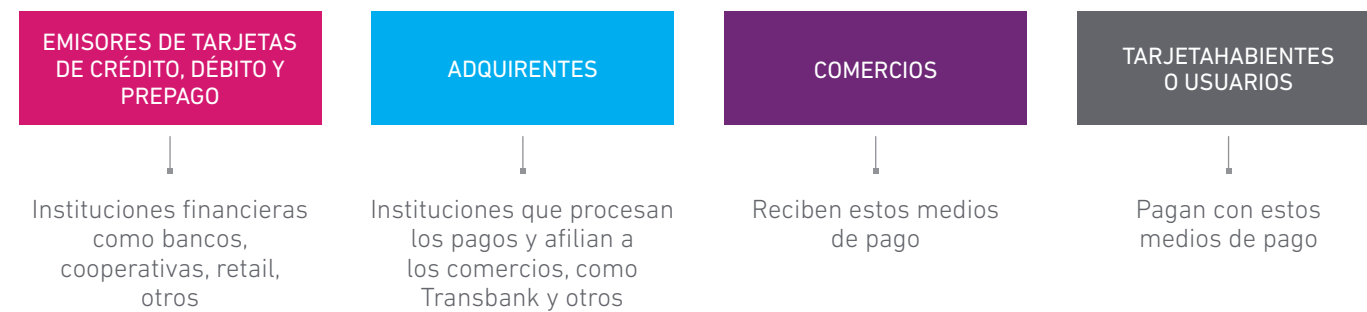 EMISORES DE TARJETAS
DE CRÉDITO, DÉBITO Y
PREPAGO
Instituciones financieras
como bancos,
cooperativas, retail,
otros
ADQUIRENTES
Instituciones que procesan
los pagos y afilian a
los comercios, como
Transbank y otros
COMERCIOS
Reciben estos medios
de pago
TARJETAHABIENTES
O USUARIOS
Pagan con estos
medios de pago